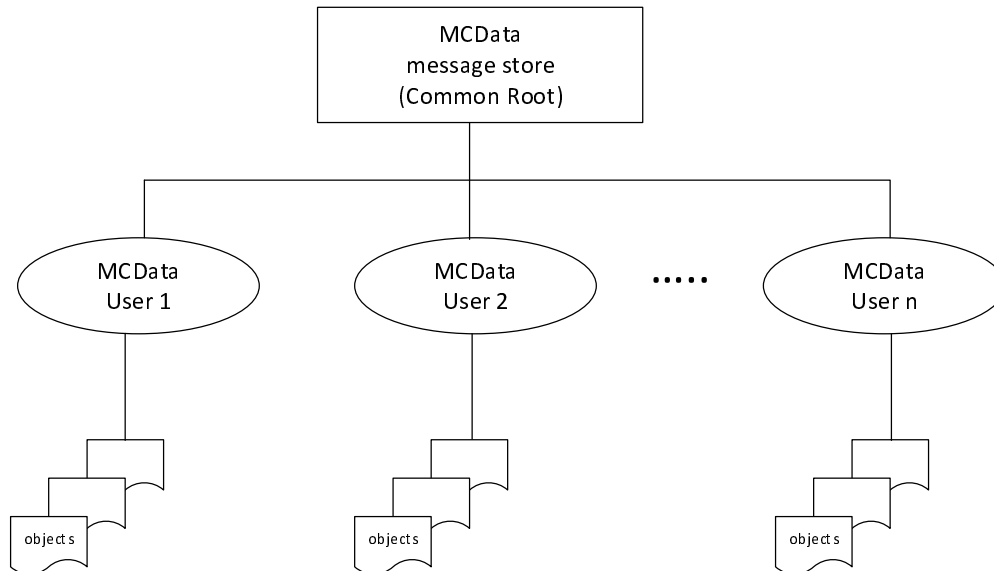 MCData
message store
(Common Root)
MCData
User 1
MCData
User 2
.....
MCData
User n
objects
objects
objects